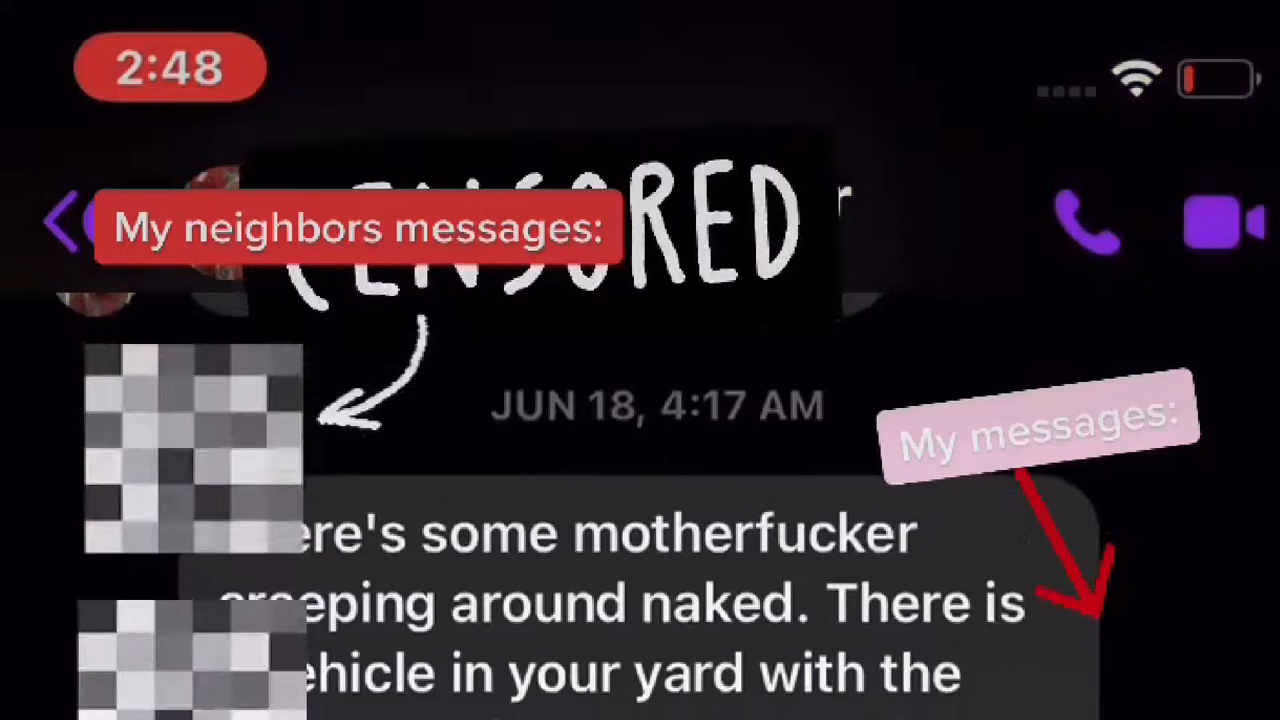 2:48
My neighbors messages:
CENSORED
JUN 18, 4:17 AM
My messages:
ere's some motherfucker
creeping around naked. There is
ehicle in your yard with the